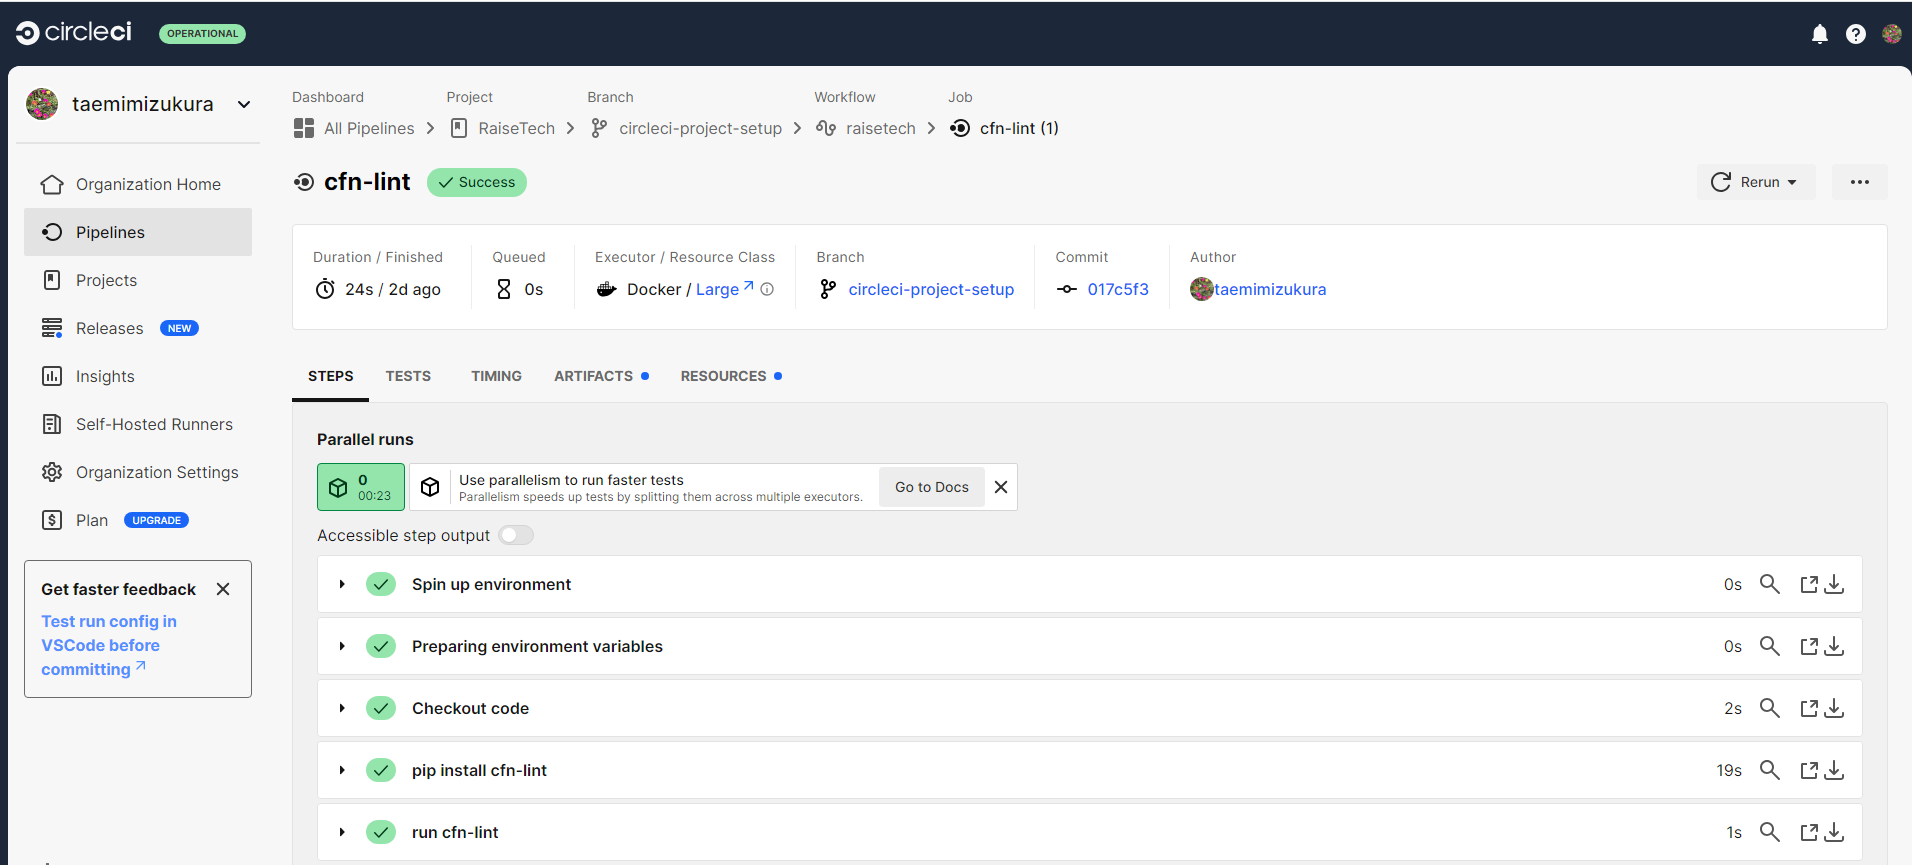 circleci OPERATIONAL
taemimizukura
Organization Home
Pipelines
Projects
Releases NEW
Insights
Self-Hosted Runners
Organization Settings
Plan UPGRADE
Get faster feedback
Test run config in
VSCode before
committing
Dashboard Project Branch Workflow Job
All Pipelines RaiseTech circleci-project-setup raisetech cfn-lint (1)
cfn-lint Success Rerun
Duration / Finished Queued Executor / Resource Class Branch Commit Author
24s / 2d ago 0s Docker / Large circleci-project-setup 017c5f3 taemimizukura
STEPS TESTS TIMING ARTIFACTS RESOURCES
Parallel runs
0
00:23
Use parallelism to run faster tests
Parallelism speeds up tests by splitting them across multiple executors.
Go to Docs
Accessible step output
Spin up environment 0s
Preparing environment variables 0s
Checkout code 2s
pip install cfn-lint 19s
run cfn-lint 1s